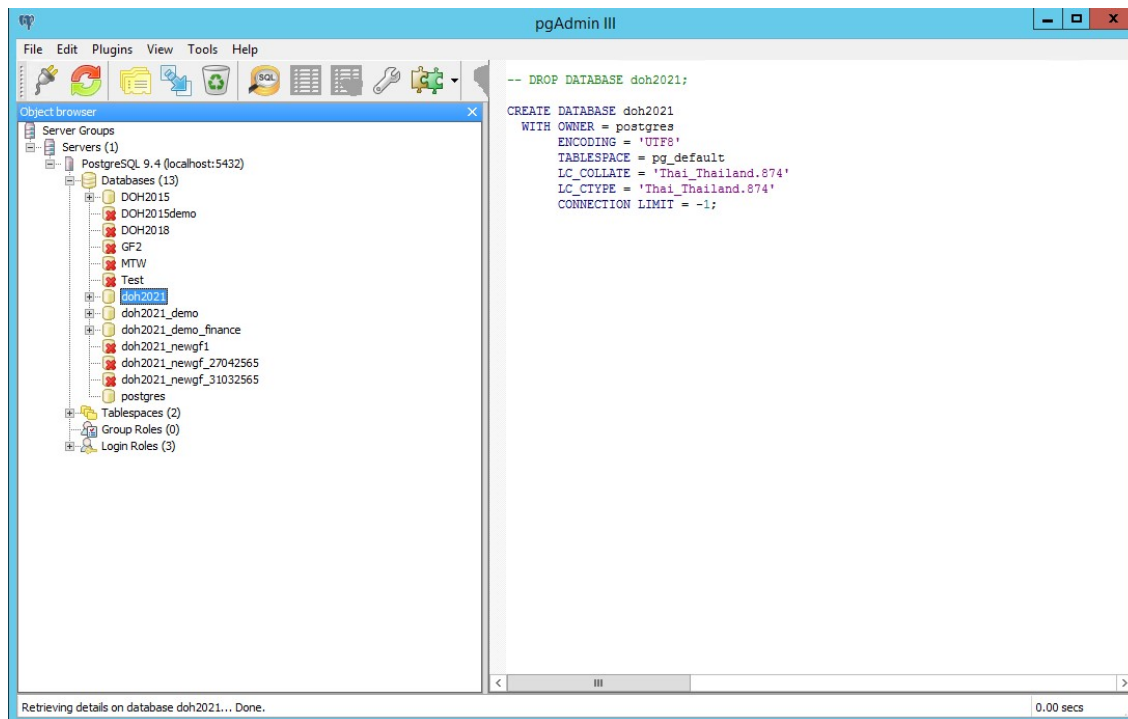 pgAdmin III
File Edit Plugins View Tools Help
SQL
Object browser
Server Groups
Servers (1)
PostgreSQL 9.4 (localhost:5432)
Databases (13)
DOH2015
DOH2015demo
DOH2018
GF2
MTW
Test
doh2021
doh2021_demo
doh2021_demo_finance
doh2021_newgf1
doh2021_newgf_27042565
doh2021_newgf_31032565
postgres
Tablespaces (2)
Group Roles (0)
Login Roles (3)
-- DROP DATABASE doh2021;
CREATE DATABASE doh2021
WITH OWNER = postgres
ENCODING = 'UTF8'
TABLESPACE = pg_default
LC_COLLATE = 'Thai_Thailand.874'
LC_CTYPE = 'Thai_Thailand.874'
CONNECTION LIMIT = -1;
Retrieving details on database doh2021... Done.
0.00 secs